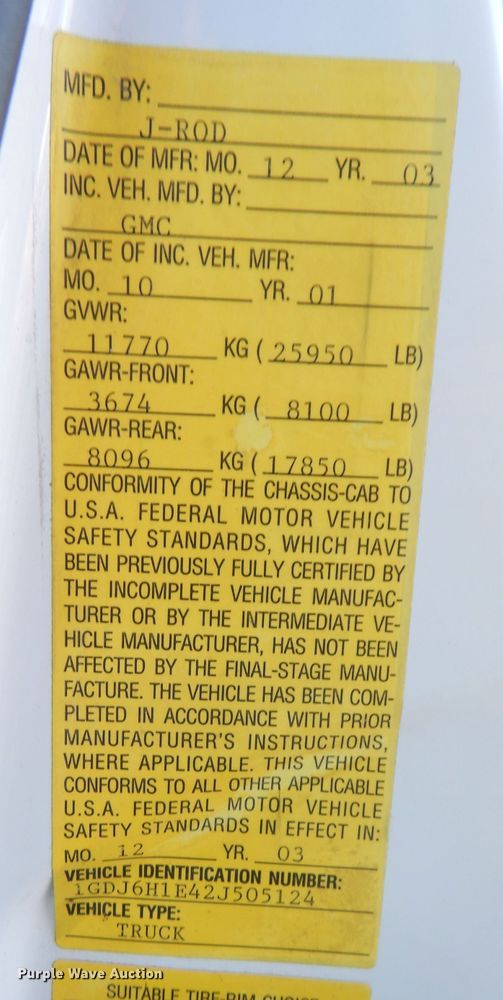 MFD. BY:
J-ROD
DATE OF MFR: MO. 12 YR. 03
INC. VEH. MFD. BY:
GMC
DATE OF INC. VEH. MFR:
MO. 10 YR. 01
GVWR:
11770 KG ( 25950 LB)
GAWR-FRONT:
3674 KG ( 8100 LB)
GAWR-REAR:
8096 KG ( 17850 LB)
CONFORMITY OF THE CHASSIS-CAB TO
U.S.A. FEDERAL MOTOR VEHICLE
SAFETY STANDARDS, WHICH HAVE
BEEN PREVIOUSLY FULLY CERTIFIED BY
THE INCOMPLETE VEHICLE MANUFAC-
TURER OR BY THE INTERMEDIATE VE-
HICLE MANUFACTURER, HAS NOT BEEN
AFFECTED BY THE FINAL-STAGE MANU-
FACTURE. THE VEHICLE HAS BEEN COM-
PLETED IN ACCORDANCE WITH PRIOR
MANUFACTURER'S INSTRUCTIONS,
WHERE APPLICABLE. THIS VEHICLE
CONFORMS TO ALL OTHER APPLICABLE
U.S.A. FEDERAL MOTOR VEHICLE
SAFETY STANDARDS IN EFFECT IN:
MO. 12 YR. 03
VEHICLE IDENTIFICATION NUMBER:
1GDJ6H1E42J505124
VEHICLE TYPE:
TRUCK
Purple Wave Auction
SUITABLE TIRE-RIM CHOICE